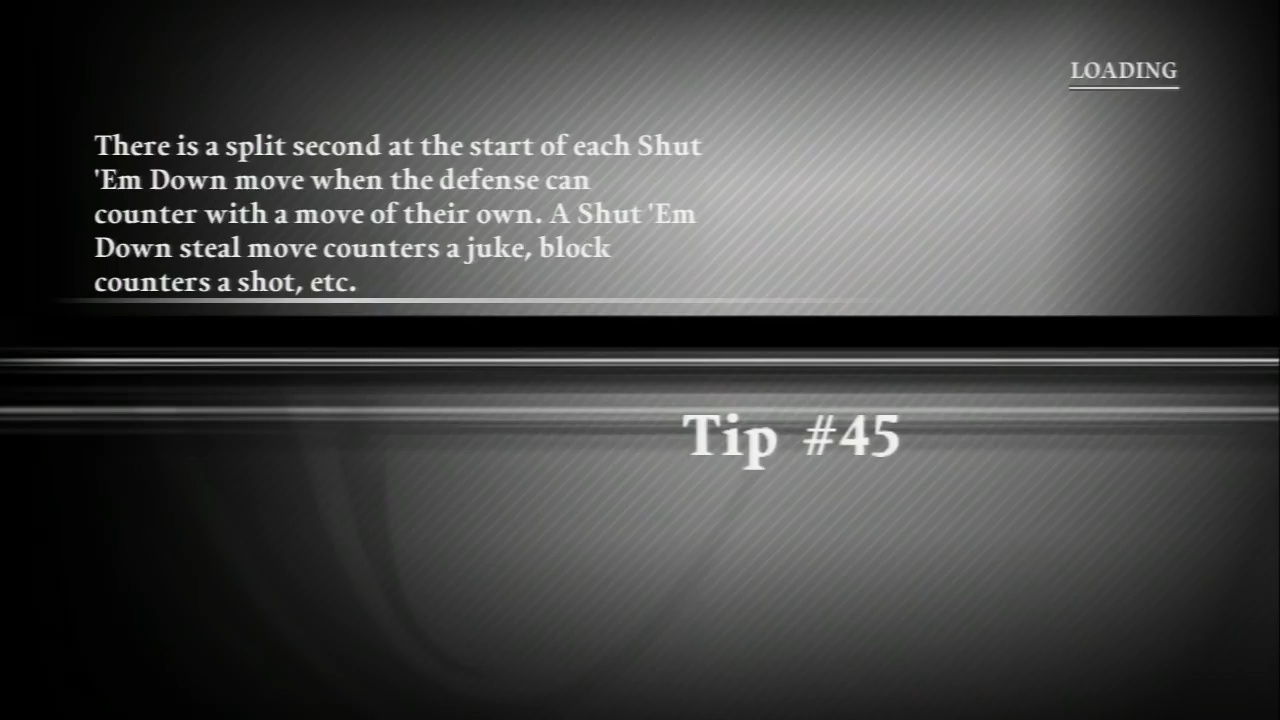 LOADING
There is a split second at the start of each Shut
'Em Down move when the defense can
counter with a move of their own. A Shut 'Em
Down steal move counters a juke, block
counters a shot, etc.
Tip #45